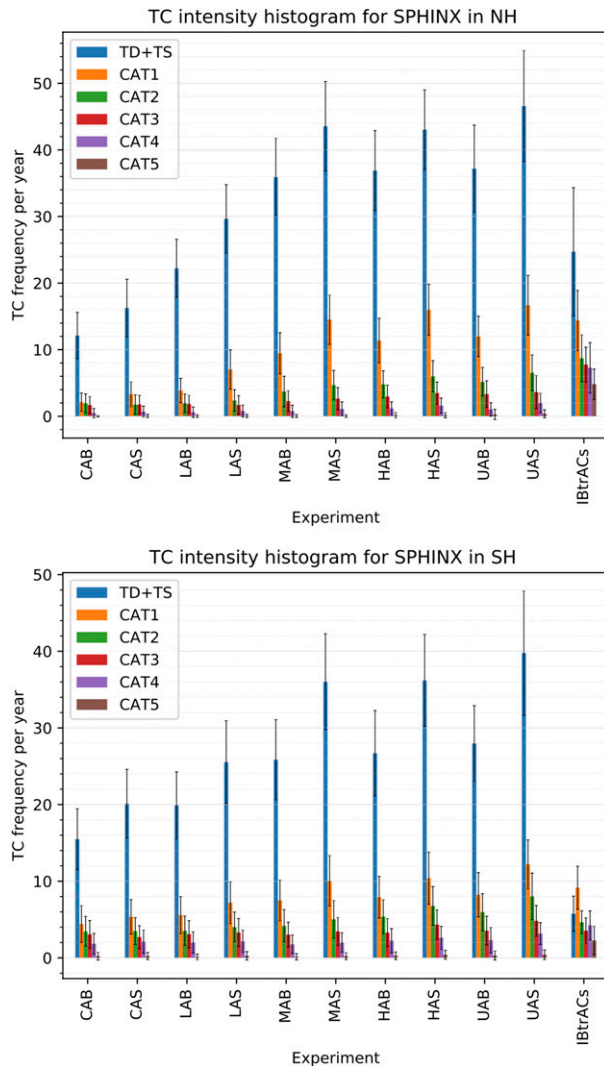 TC intensity histogram for SPHINX in NH
TD+TS
CAT1
CAT2
CAT3
CAT4
CAT5
50
40
30
20
10
0
TC frequency per year
CAB
CAS
LAB
LAS
MAB
MAS
HAB
HAS
UAB
UAS
IBtrACs
Experiment
TC intensity histogram for SPHINX in SH
TD+TS
CAT1
CAT2
CAT3
CAT4
CAT5
50
40
30
20
10
0
TC frequency per year
CAB
CAS
LAB
LAS
MAB
MAS
HAB
HAS
UAB
UAS
IBtrACs
Experiment